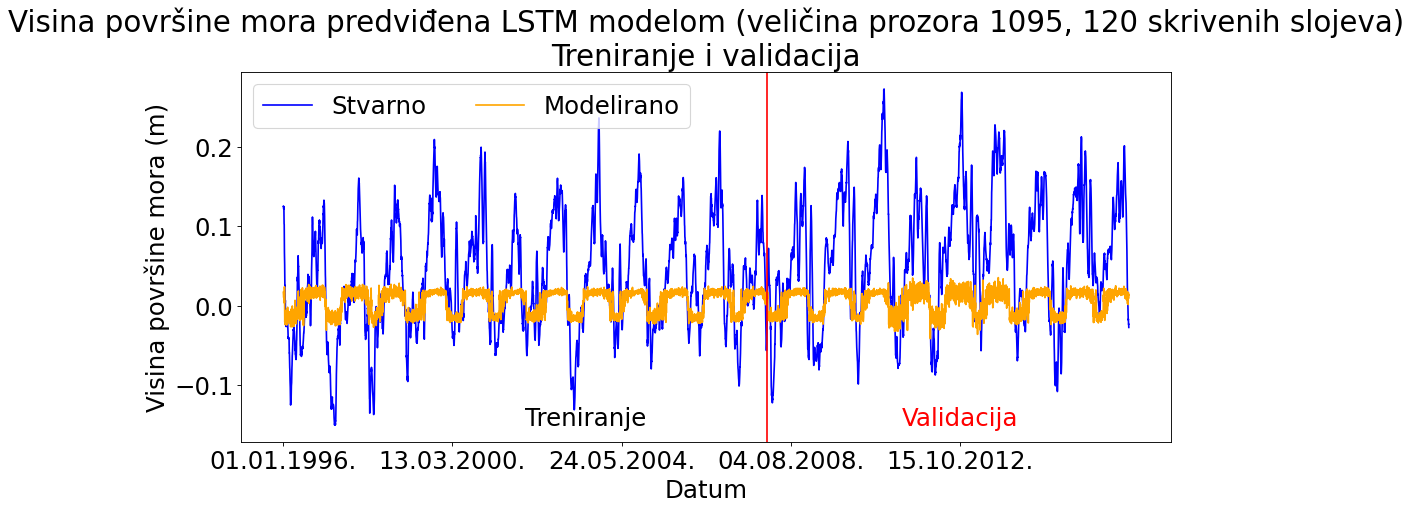 Visina površine mora predviđena LSTM modelom (veličina prozora 1095, 120 skrivenih slojeva)
Treniranje i validacija
Stvarno
Modelirano
Visina površine mora (m)
0.2
0.1
0.0
−0.1
Treniranje
Validacija
01.01.1996.
13.03.2000.
24.05.2004.
04.08.2008.
15.10.2012.
Datum